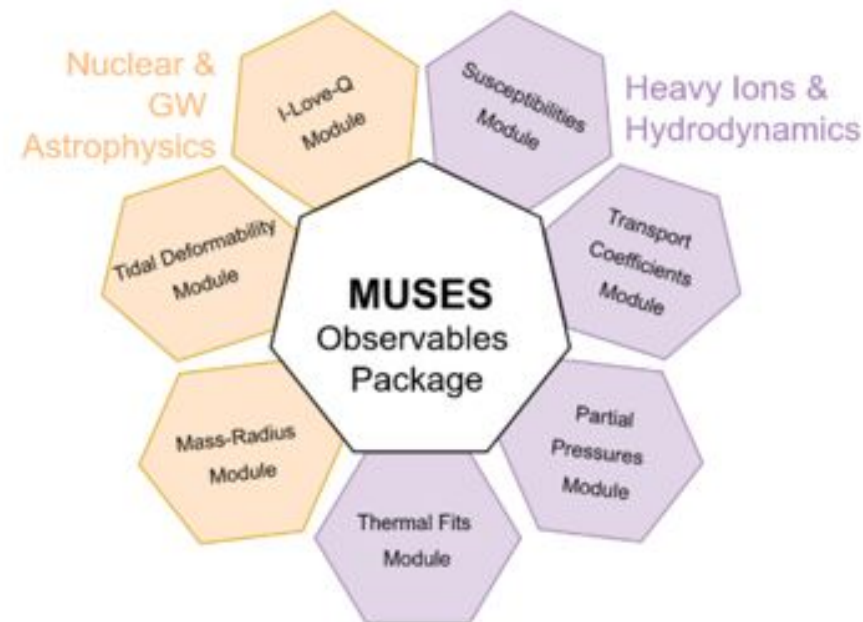 Nuclear &
GW
Astrophysics
I-Love-Q
Module
Susceptibilities
Module
Heavy Ions &
Hydrodynamics
Tidal Deformability
Module
Transport
Coefficients
Module
MUSES
Observables
Package
Mass-Radius
Module
Partial
Pressures
Module
Thermal Fits
Module